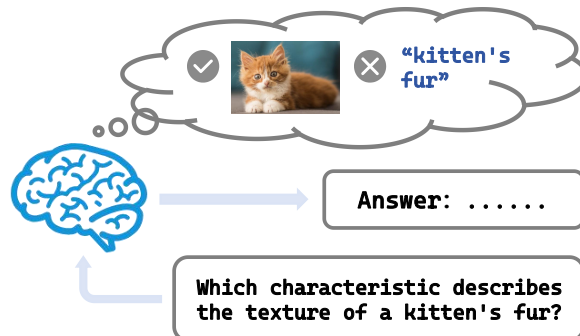 “kitten's
fur”
Answer: ......
Which characteristic describes
the texture of a kitten's fur?